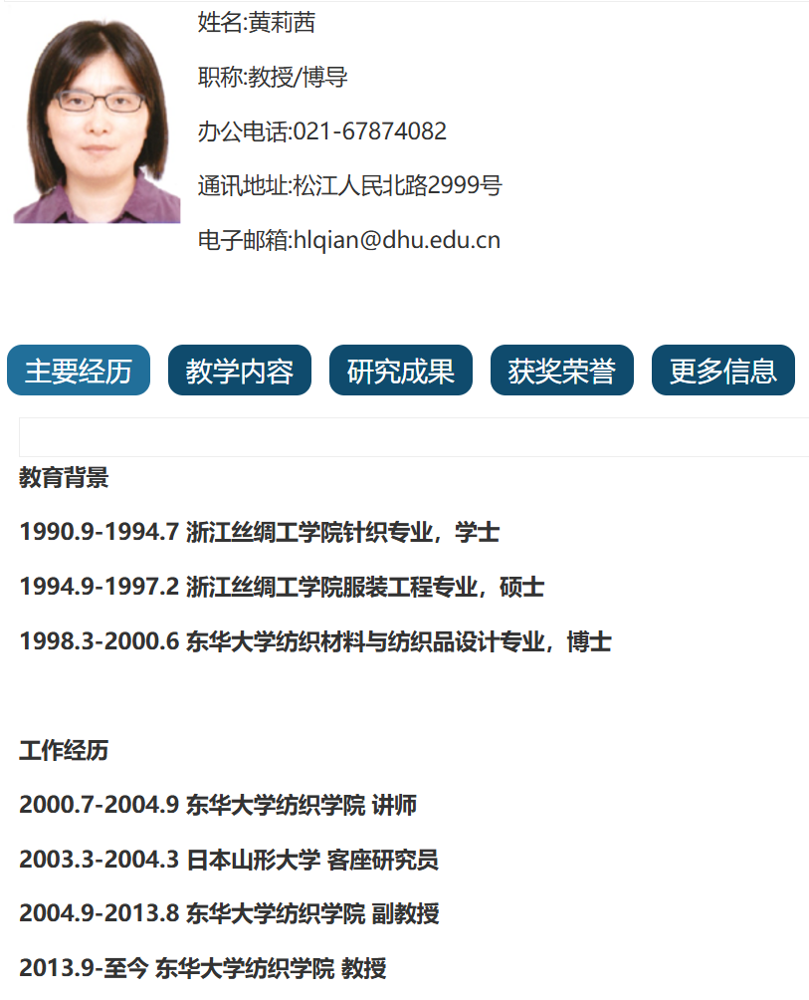 姓名:黄莉茜
职称:教授/博导
办公电话:021-67874082
通讯地址:松江人民北路2999号
电子邮箱:hlqian@dhu.edu.cn
主要经历 教学内容 研究成果 获奖荣誉 更多信息
教育背景
1990.9-1994.7 浙江丝绸工学院针织专业，学士
1994.9-1997.2 浙江丝绸工学院服装工程专业，硕士
1998.3-2000.6 东华大学纺织材料与纺织品设计专业，博士
工作经历
2000.7-2004.9 东华大学纺织学院 讲师
2003.3-2004.3 日本山形大学 客座研究员
2004.9-2013.8 东华大学纺织学院 副教授
2013.9-至今 东华大学纺织学院 教授